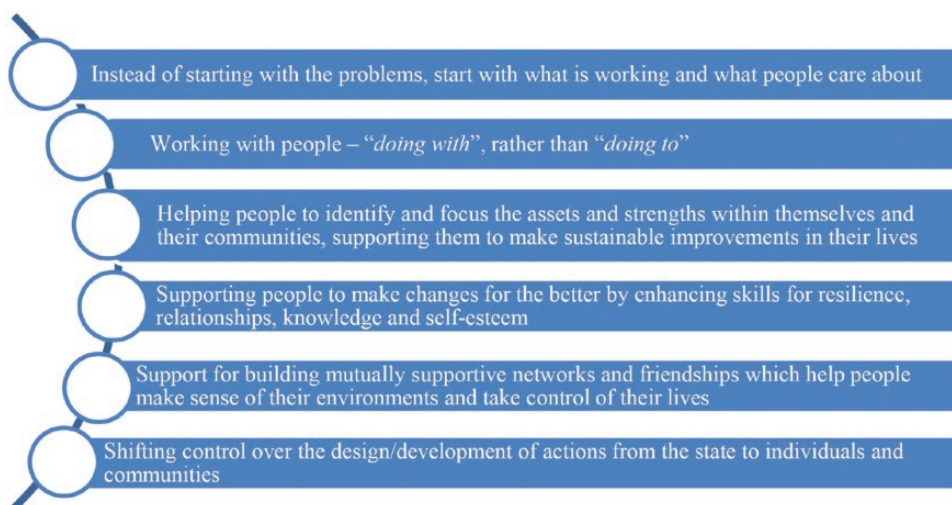 Instead of starting with the problems, start with what is working and what people care about
Working with people – “doing with”, rather than “doing to”
Helping people to identify and focus the assets and strengths within themselves and
their communities, supporting them to make sustainable improvements in their lives
Supporting people to make changes for the better by enhancing skills for resilience,
relationships, knowledge and self-esteem
Support for building mutually supportive networks and friendships which help people
make sense of their environments and take control of their lives
Shifting control over the design/development of actions from the state to individuals and
communities